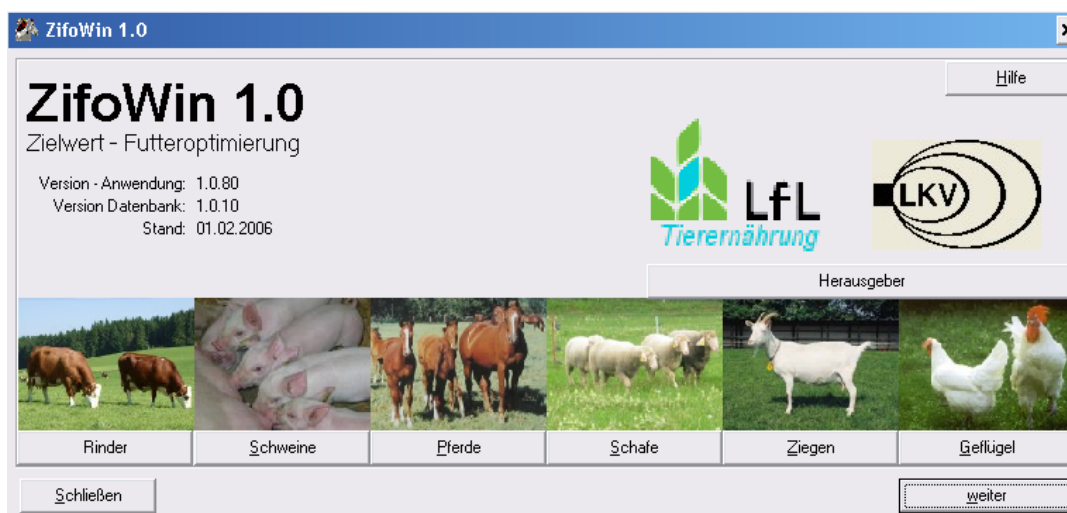 ZifoWin 1.0
Hilfe
ZifoWin 1.0
Zielwert - Futteroptimierung
Version - Anwendung: 1.0.80
Version Datenbank: 1.0.10
Stand: 01.02.2006
LfL
Tierernährung
LKV
Herausgeber
Rinder
Schweine
Pferde
Schafe
Ziegen
Geflügel
Schließen
weiter